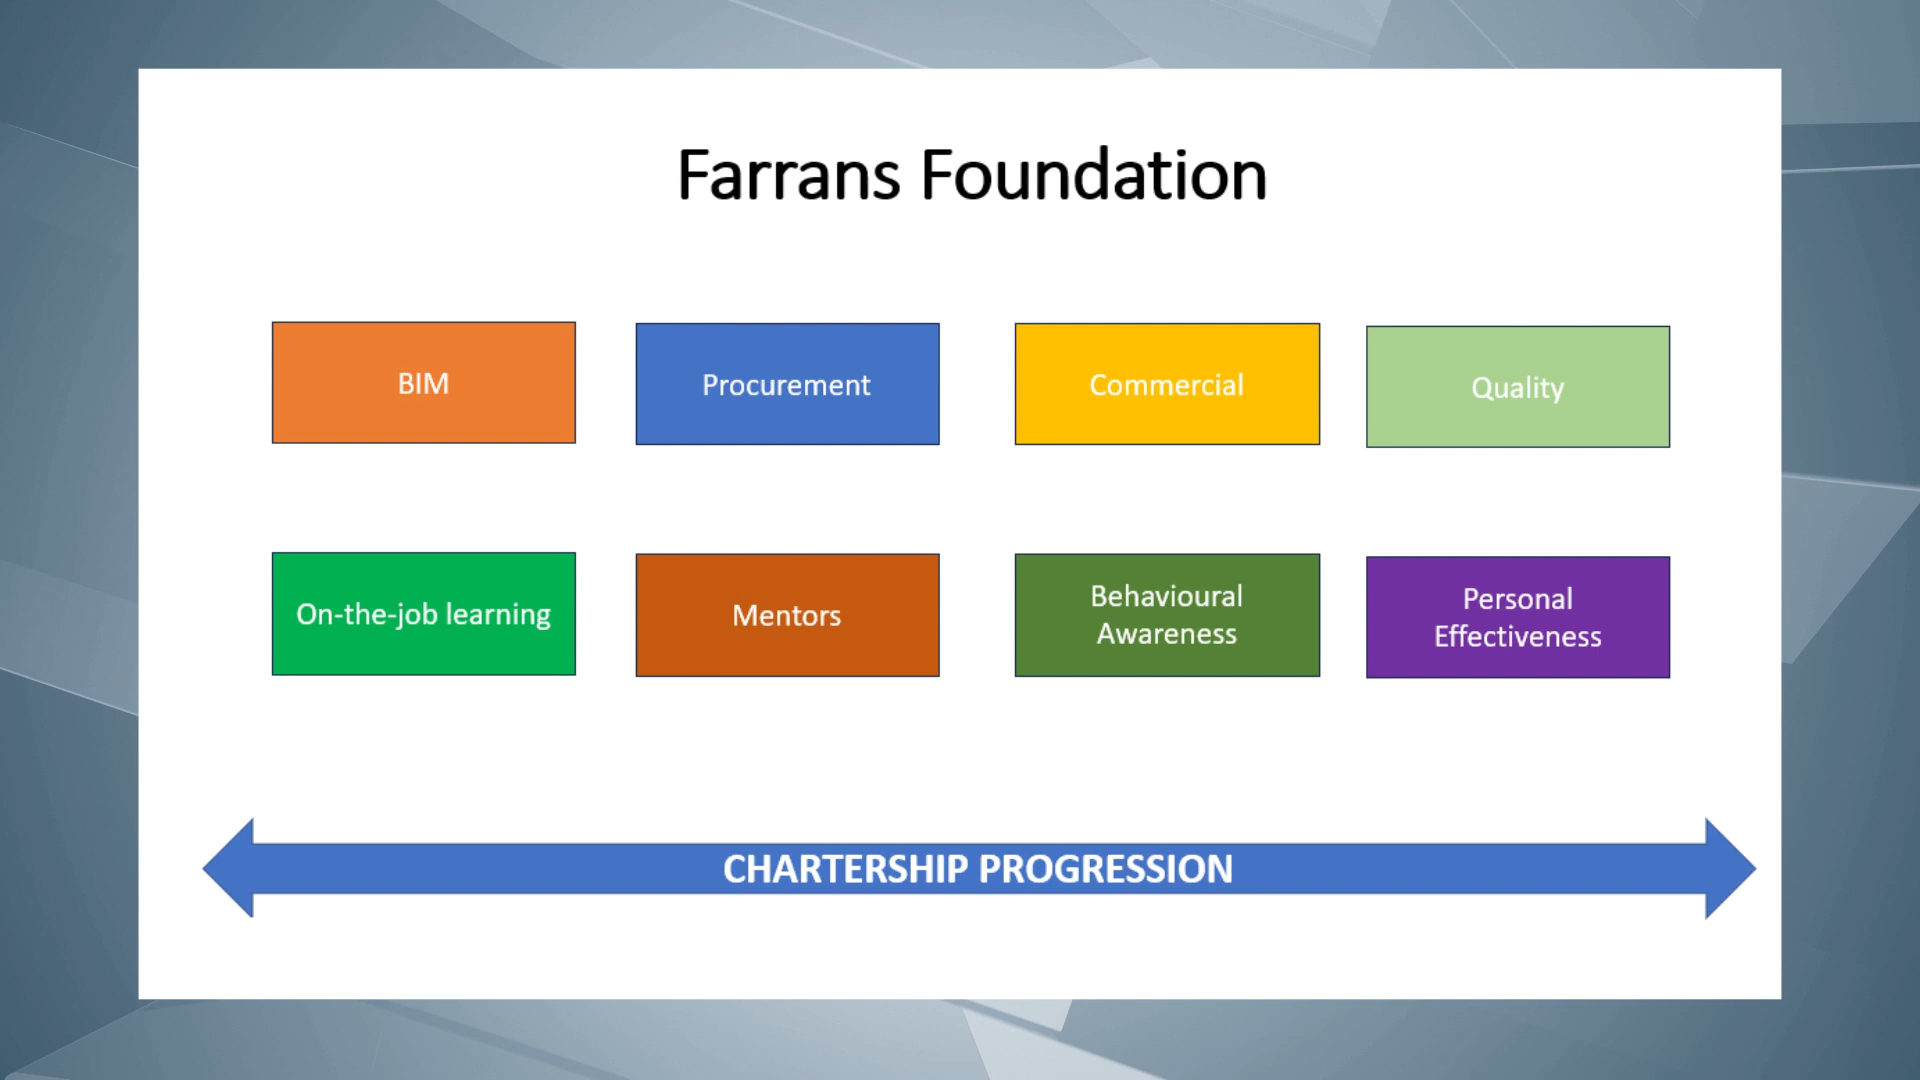 Farrans Foundation
BIM
Procurement
Commercial
Quality
On-the-job learning
Mentors
Behavioural
Awareness
Personal
Effectiveness
CHARTERSHIP PROGRESSION